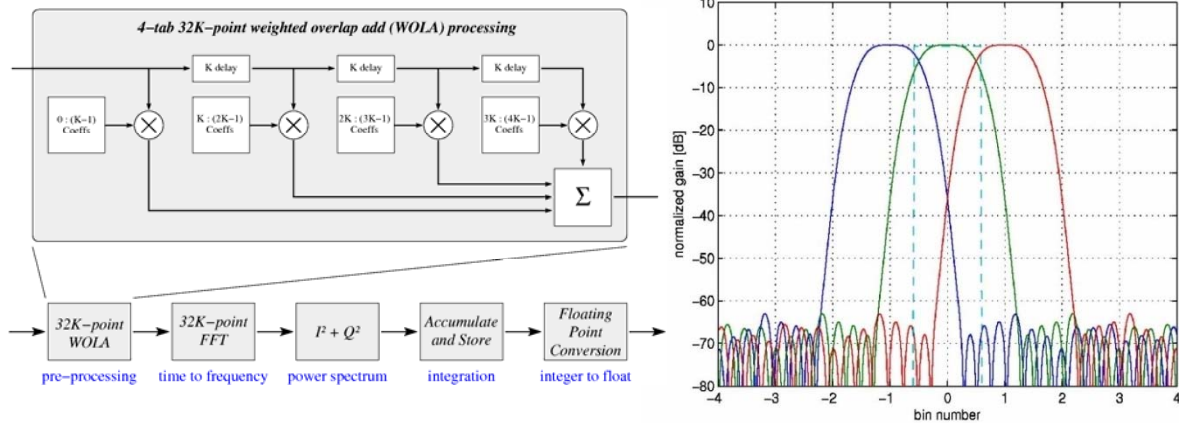 4-tab 32K-point weighted overlap add (WOLA) processing
K delay
K delay
K delay
0 : (K-1)
Coeffs
K : (2K-1)
Coeffs
2K : (3K-1)
Coeffs
3K : (4K-1)
Coeffs
Σ
32K-point
WOLA
32K-point
FFT
I² + Q²
Accumulate
and Store
Floating
Point
Conversion
pre-processing
time to frequency
power spectrum
integration
integer to float
normalized gain [dB]
10
0
-10
-20
-30
-40
-50
-60
-70
-80
-4
-3
-2
-1
0
1
2
3
4
bin number